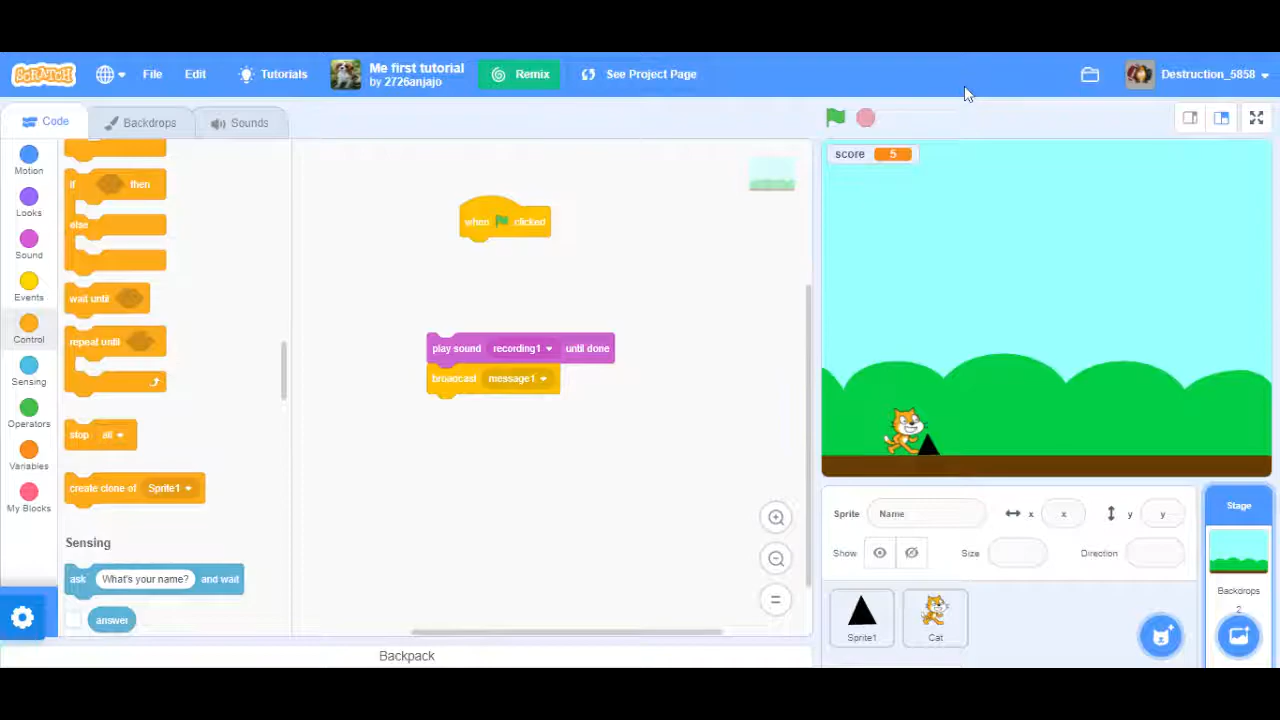 SCRATCH
File
Edit
Tutorials
Me first tutorial
by 2726anjajo
Remix
See Project Page
Destruction_5858
Code
Backdrops
Sounds
Motion
Looks
Sound
Events
Control
Sensing
Operators
Variables
My Blocks
if then
else
wait until
repeat until
stop all
create clone of Sprite1
Sensing
ask What's your name? and wait
answer
when clicked
play sound recording1 until done
broadcast message1
Backpack
score 5
Sprite Name x x y y
Show Size Direction
Sprite1
Cat
Stage
Backdrops
2